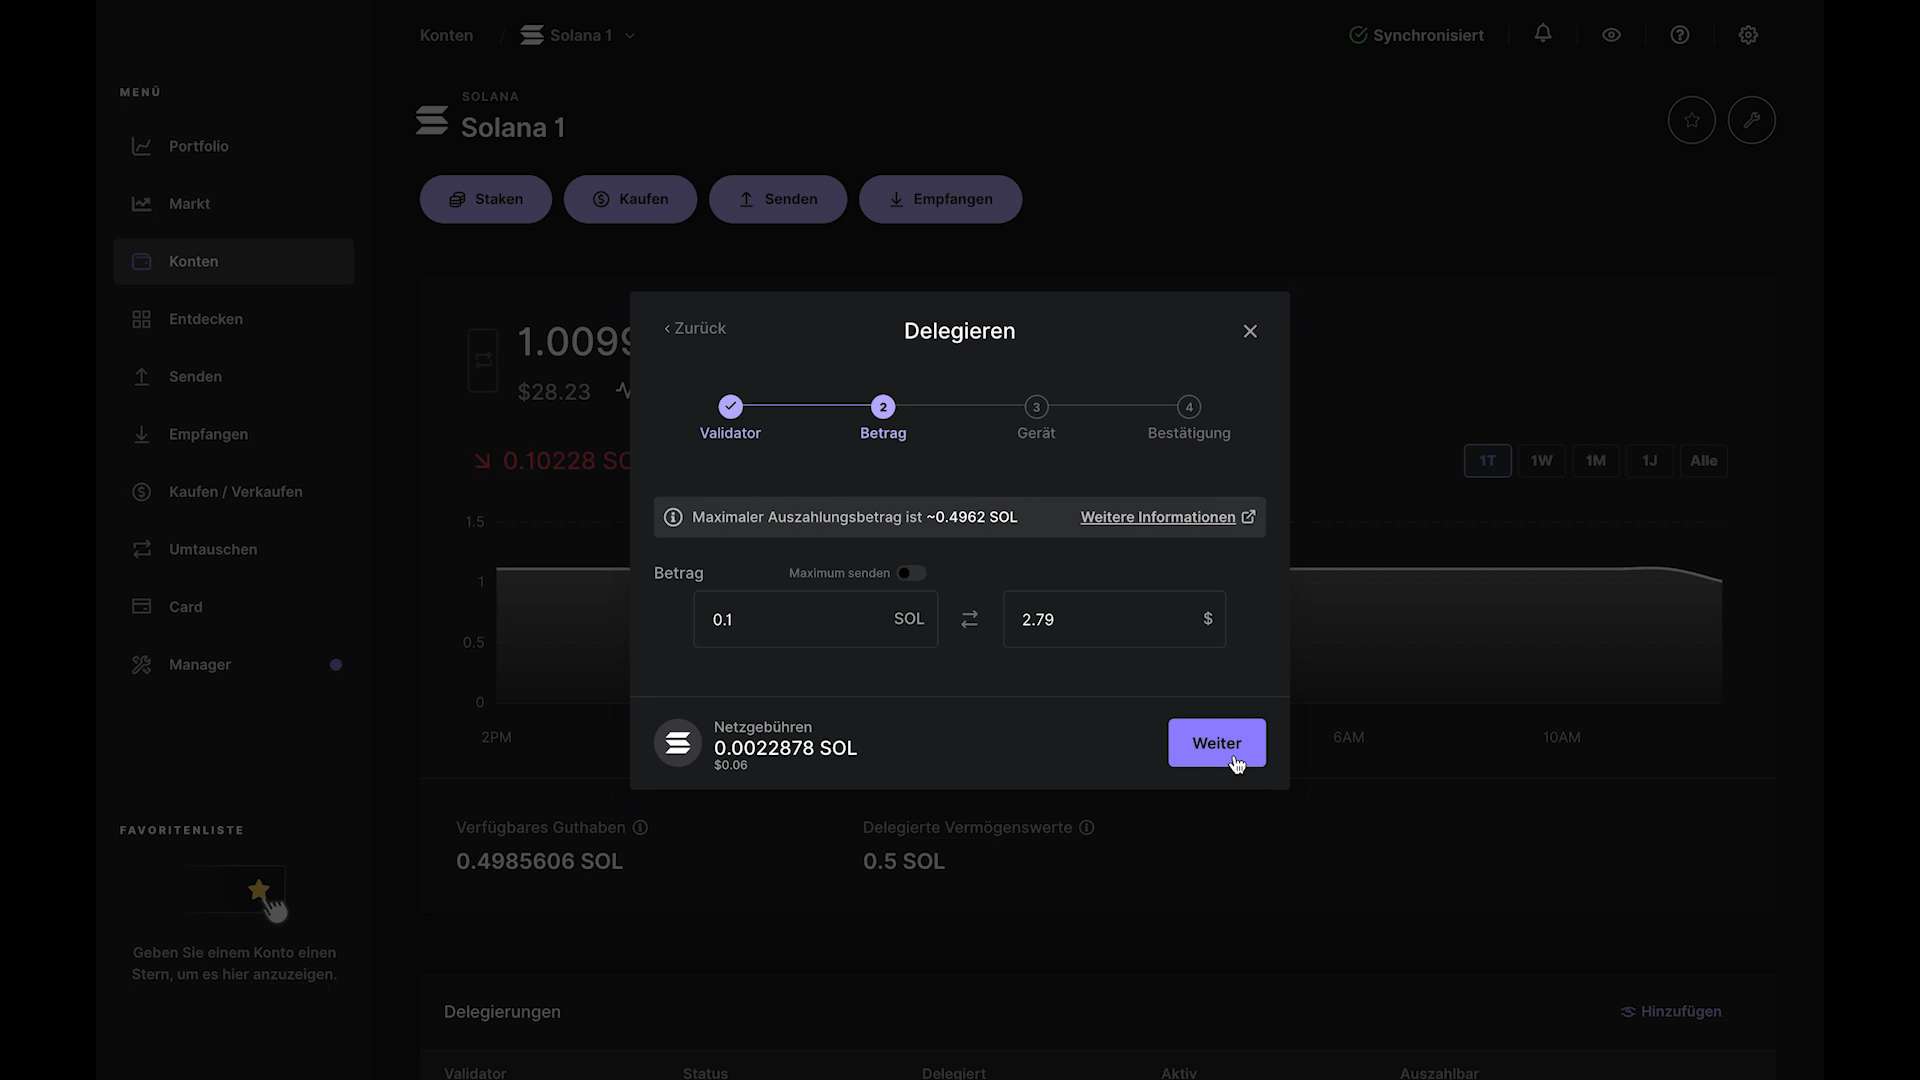 Konten
/
Solana 1
Synchronisiert
MENÜ
Portfolio
Markt
Konten
Entdecken
Senden
Empfangen
Kaufen / Verkaufen
Umtauschen
Card
Manager
FAVORITENLISTE
Geben Sie einem Konto einen
Stern, um es hier anzuzeigen.
SOLANA
Solana 1
Staken
Kaufen
Senden
Empfangen
1.0099
$28.23
0.10228 SO
1T
1W
1M
1J
Alle
1.5
1
0.5
0
2PM
6AM
10AM
‹ Zurück
Delegieren
2
3
4
Validator
Betrag
Gerät
Bestätigung
Maximaler Auszahlungsbetrag ist ~0.4962 SOL
Weitere Informationen
Betrag
Maximum senden
0.1 SOL
2.79 $
Netzgebühren
0.0022878 SOL
$0.06
Weiter
Verfügbares Guthaben
0.4985606 SOL
Delegierte Vermögenswerte
0.5 SOL
Delegierungen
Hinzufügen
Validator
Status
Delegiert
Aktiv
Auszahlbar